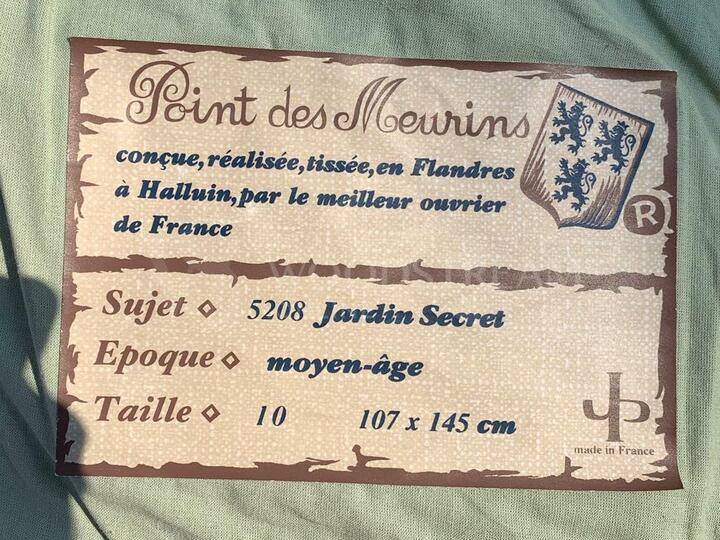 Point des Meurins
conçue, réalisée, tissée, en Flandres
à Halluin, par le meilleur ouvrier
de France
R
Sujet ◇ 5208 Jardin Secret
Epoque ◇ moyen-âge
Taille ◇ 10 107 x 145 cm
JP
made in France